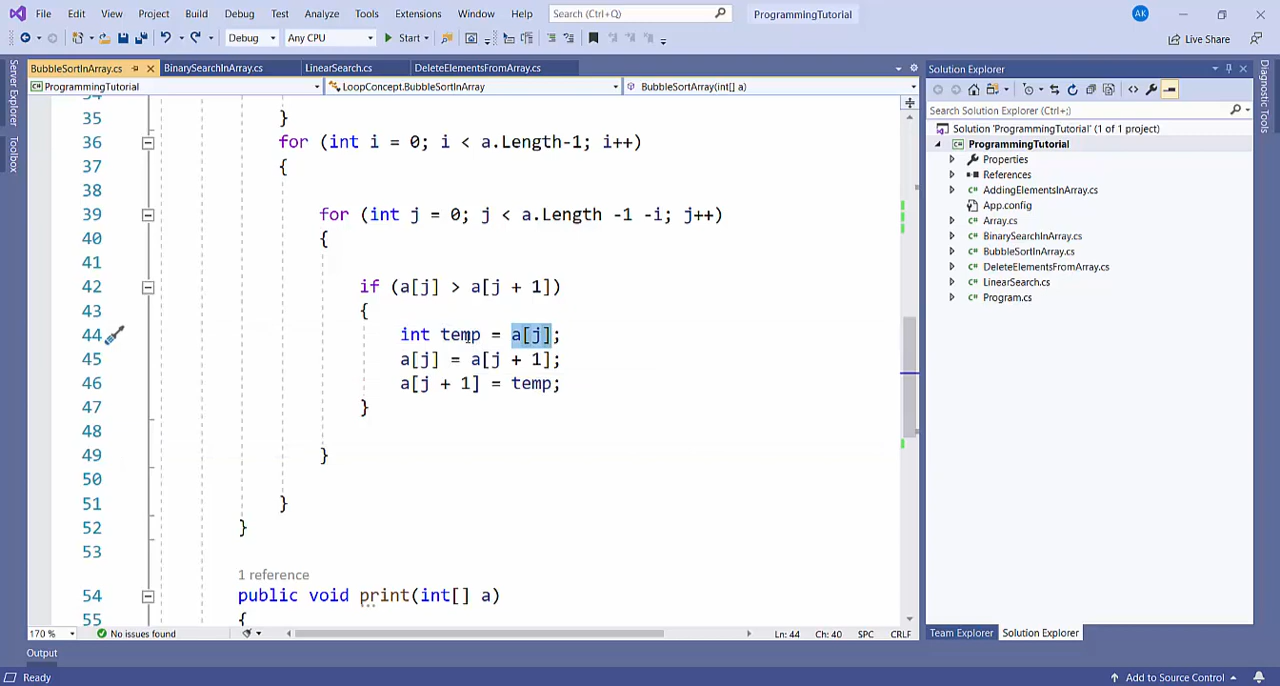 File Edit View Project Build Debug Test Analyze Tools Extensions Window Help Search (Ctrl+Q) ProgrammingTutorial AK
Debug Any CPU Start Live Share
BubbleSortInArray.cs BinarySearchInArray.cs LinearSearch.cs DeleteElementsFromArray.cs
ProgrammingTutorial LoopConcept.BubbleSortInArray BubbleSortArray(int[] a)
Server Explorer
Toolbox
34
35 }
36 for (int i = 0; i < a.Length-1; i++)
37 {
38
39 for (int j = 0; j < a.Length -1 -i; j++)
40 {
41
42 if (a[j] > a[j + 1])
43 {
44 int temp = a[j];
45 a[j] = a[j + 1];
46 a[j + 1] = temp;
47 }
48
49 }
50
51 }
52 }
53
1 reference
54 public void print(int[] a)
55 {
170 % No issues found Ln: 44 Ch: 40 SPC CRLF
Solution Explorer
Search Solution Explorer (Ctrl+;)
Solution 'ProgrammingTutorial' (1 of 1 project)
ProgrammingTutorial
Properties
References
AddingElementsInArray.cs
App.config
Array.cs
BinarySearchInArray.cs
BubbleSortInArray.cs
DeleteElementsFromArray.cs
LinearSearch.cs
Program.cs
Team Explorer Solution Explorer
Diagnostic Tools
Output
Ready Add to Source Control